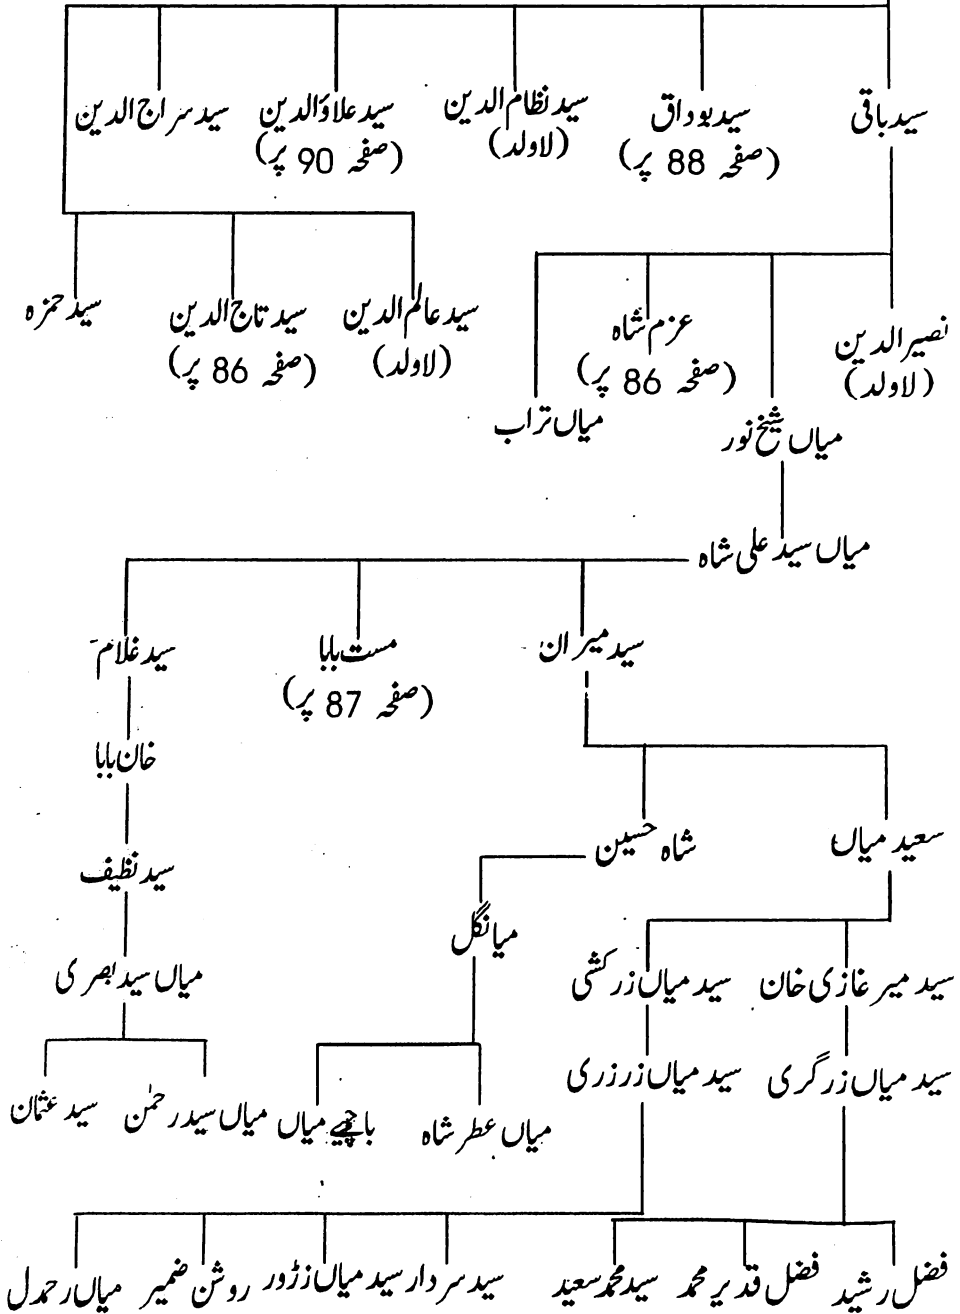 سید باقی
سید بوداق
(صفحہ 88 پر)
سید نظام الدین
(لاولد)
سید علاؤالدین
(صفحہ 90 پر)
سید سراج الدین
نصیر الدین
(لاولد)
میاں شیخ نور
عزم شاہ
(صفحہ 86 پر)
میاں تراب
سید عالم الدین
(لاولد)
سید تاج الدین
(صفحہ 86 پر)
سید حمزہ
میاں سید علی شاہ
سید میران
مست بابا
(صفحہ 87 پر)
سید غلام
خان بابا
سعید میاں
شاہ حسین
سید نظیف
میانگل
سید میر غازی خان
سید میاں زرکشی
میاں سید بصری
سید میاں زرگری
سید میاں زرزری
میاں عطر شاہ
باچیے میاں
میاں سید رحمٰن
سید عثمان
فضل رشید
فضل قدیر محمد
سید محمد سعید
سید سردار
سید میاں زڑور
روشن ضمیر
میاں رحمدل